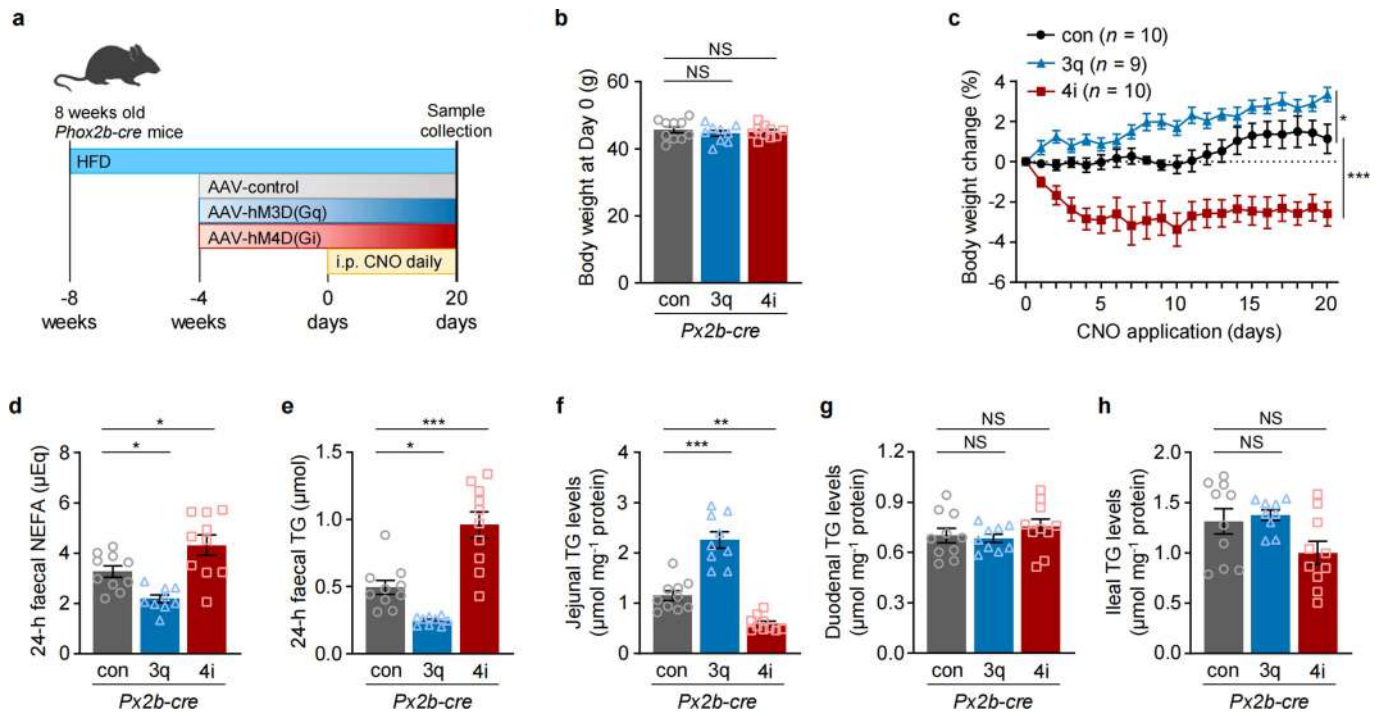 a
8 weeks old
Phox2b-cre mice
Sample
collection
HFD
AAV-control
AAV-hM3D(Gq)
AAV-hM4D(Gi)
i.p. CNO daily
-8
weeks
-4
weeks
0
days
20
days
b
Body weight at Day 0 (g)
80
60
40
20
0
NS
NS
con
3q
4i
Px2b-cre
c
con (n = 10)
3q (n = 9)
4i (n = 10)
Body weight change (%)
4
2
0
-2
-4
-6
*
***
0
5
10
15
20
CNO application (days)
d
24-h faecal NEFA (µEq)
8
6
4
2
0
*
*
con
3q
4i
Px2b-cre
e
24-h faecal TG (µmol)
1.5
1.0
0.5
0.0
***
*
con
3q
4i
Px2b-cre
f
Jejunal TG levels
(µmol mg⁻¹ protein)
4
3
2
1
0
**
***
con
3q
4i
Px2b-cre
g
Duodenal TG levels
(µmol mg⁻¹ protein)
1.2
0.9
0.6
0.3
0.0
NS
NS
con
3q
4i
Px2b-cre
h
Ileal TG levels
(µmol mg⁻¹ protein)
2.0
1.5
1.0
0.5
0.0
NS
NS
con
3q
4i
Px2b-cre